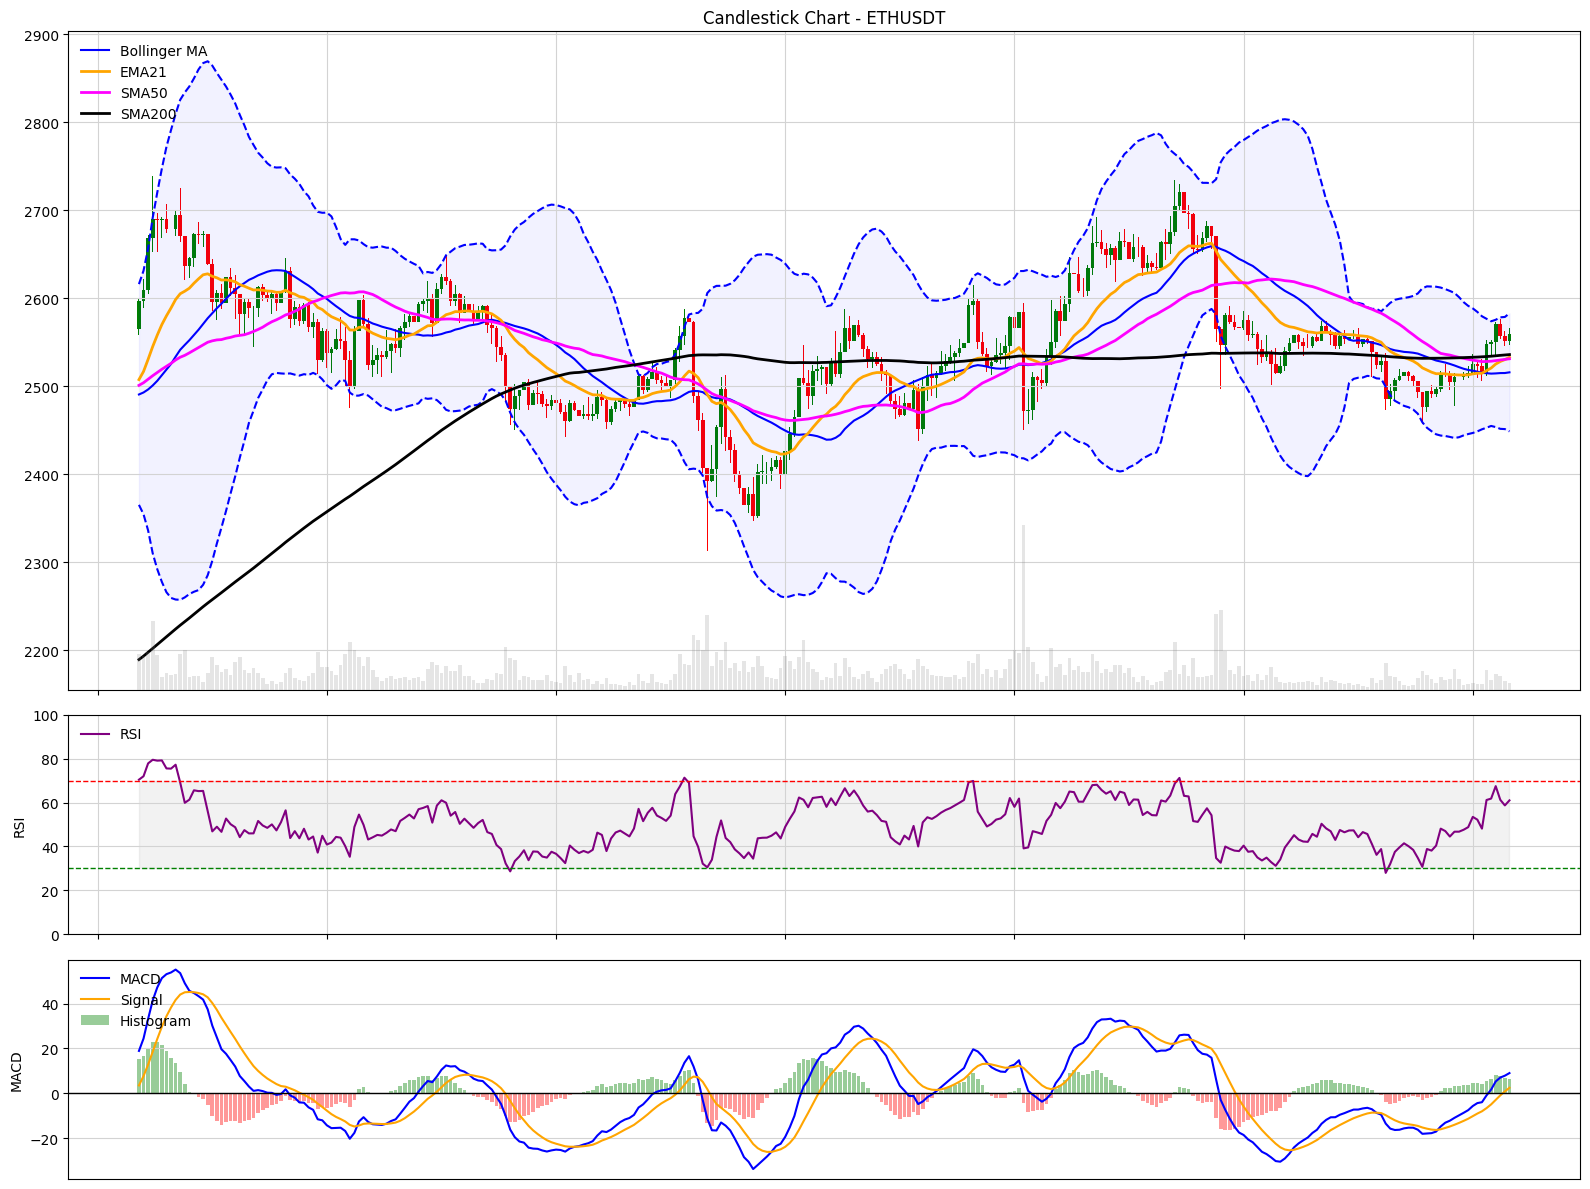 Candlestick Chart - ETHUSDT
2900
2800
2700
2600
2500
2400
2300
2200
Bollinger MA
EMA21
SMA50
SMA200
100
80
60
40
20
0
RSI
RSI
40
20
0
−20
MACD
MACD
Signal
Histogram